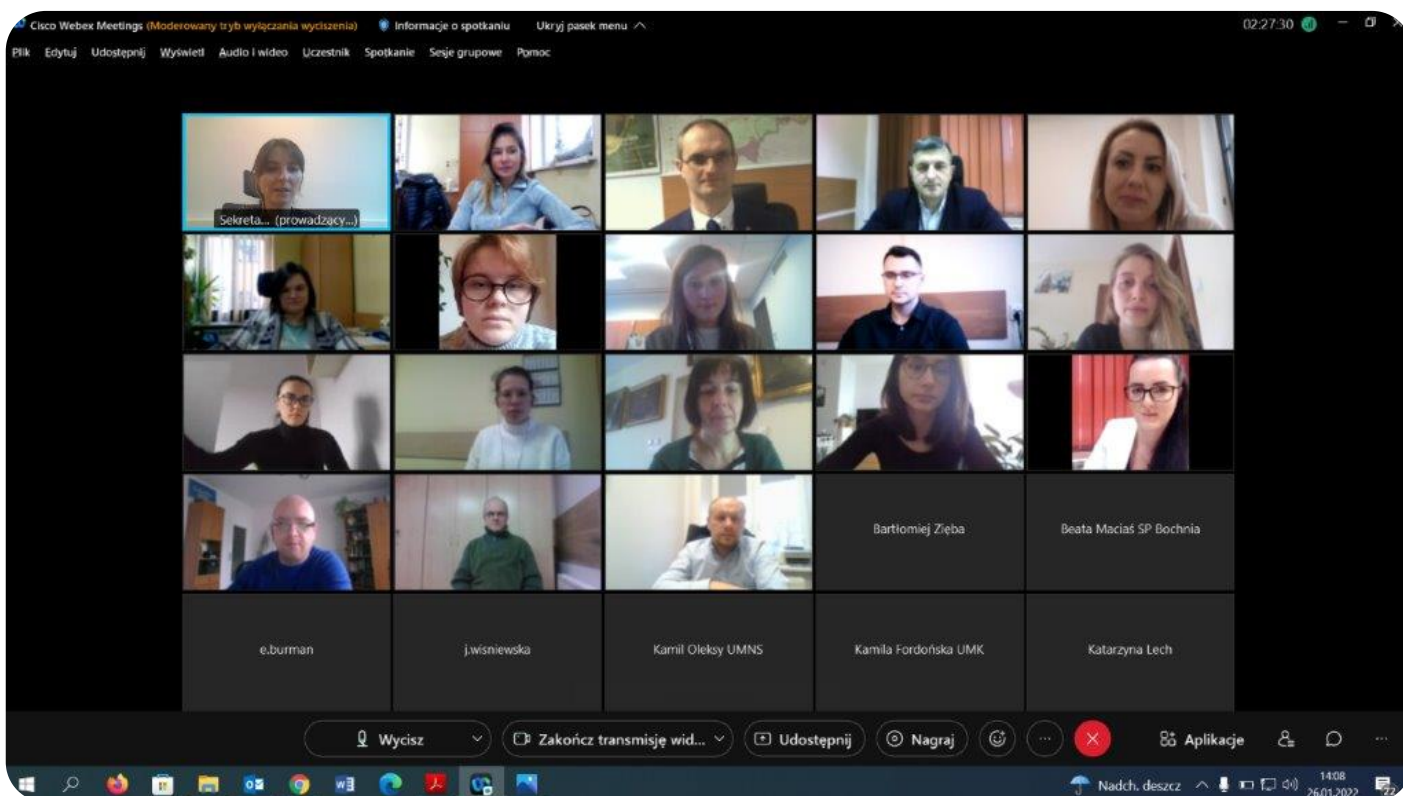 Cisco Webex Meetings (Moderowany tryb wyłączania wyciszenia) Informacje o spotkaniu Ukryj pasek menu 02:27:30
Plik Edytuj Udostępnij Wyświetl Audio i wideo Uczestnik Spotkanie Sesje grupowe Pomoc
Sekreta... (prowadzący...)
Bartłomiej Zięba Beata Maciaś SP Bochnia
e.burman j.wisniewska Kamil Oleksy UMNS Kamila Fordońska UMK Katarzyna Lech
Wycisz Zakończ transmisję wid... Udostępnij Nagraj Aplikacje
Nadch. deszcz 14:08
26.01.2022 22